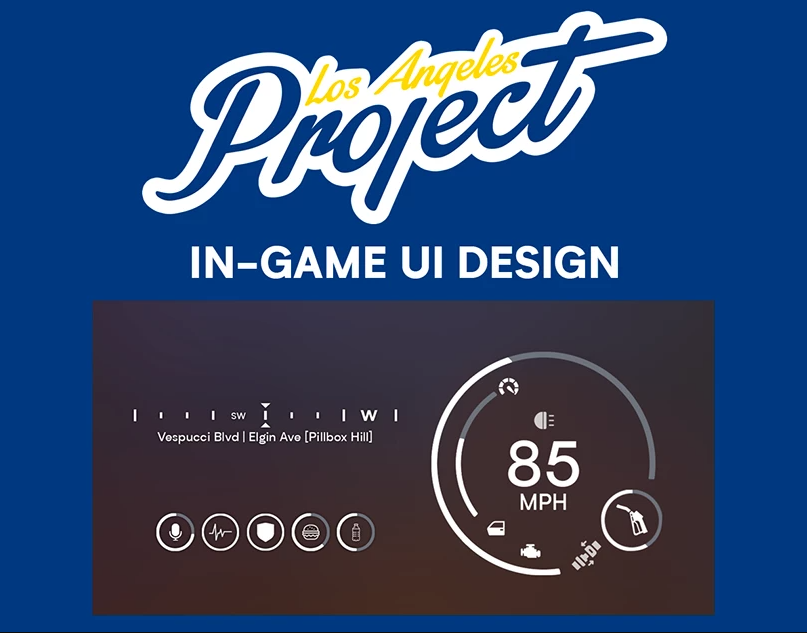 Los Angeles
Project
IN-GAME UI DESIGN
SW W
Vespucci Blvd | Elgin Ave [Pillbox Hill]
85
MPH